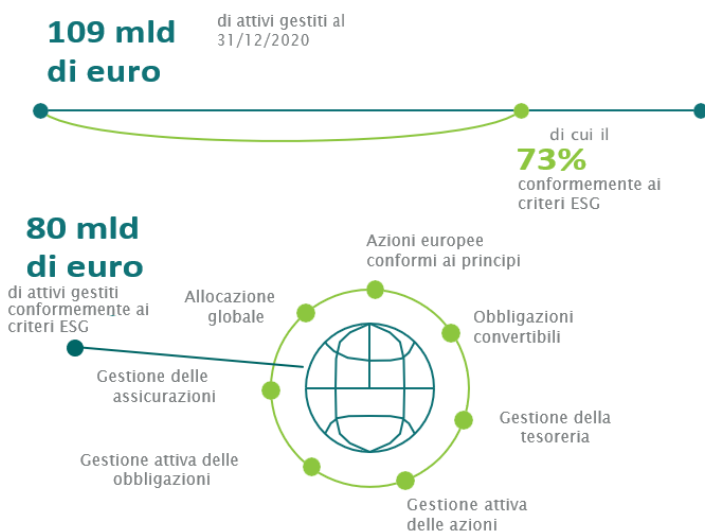 109 mld
di euro
di attivi gestiti al
31/12/2020
di cui il
73%
conformemente ai
criteri ESG
80 mld
di euro
di attivi gestiti
conformemente ai
criteri ESG
Azioni europee
conformi ai principi
Allocazione
globale
Obbligazioni
convertibili
Gestione delle
assicurazioni
Gestione della
tesoreria
Gestione attiva delle
obbligazioni
Gestione attiva
delle azioni